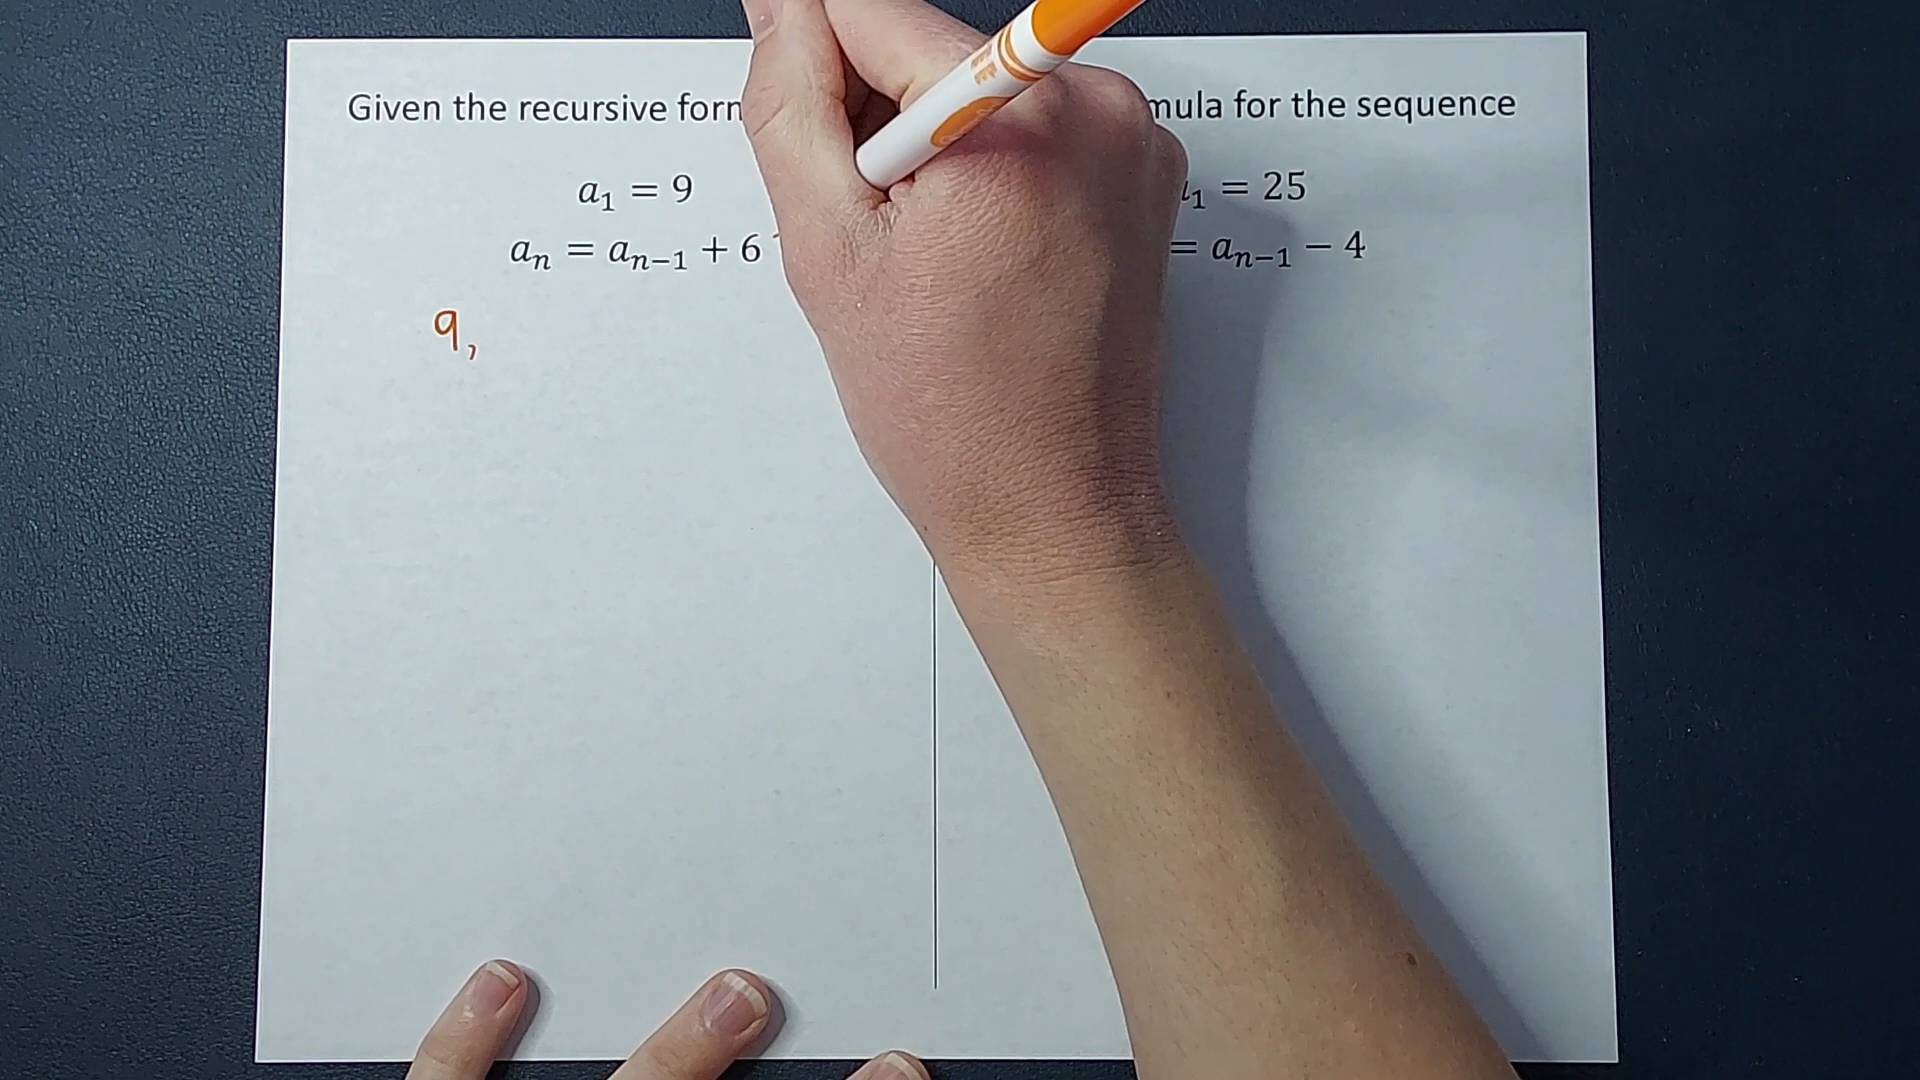 Given the recursive form mula for the sequence
a₁ = 9
aₙ = aₙ₋₁ + 6
9,
₁ = 25
= aₙ₋₁ − 4